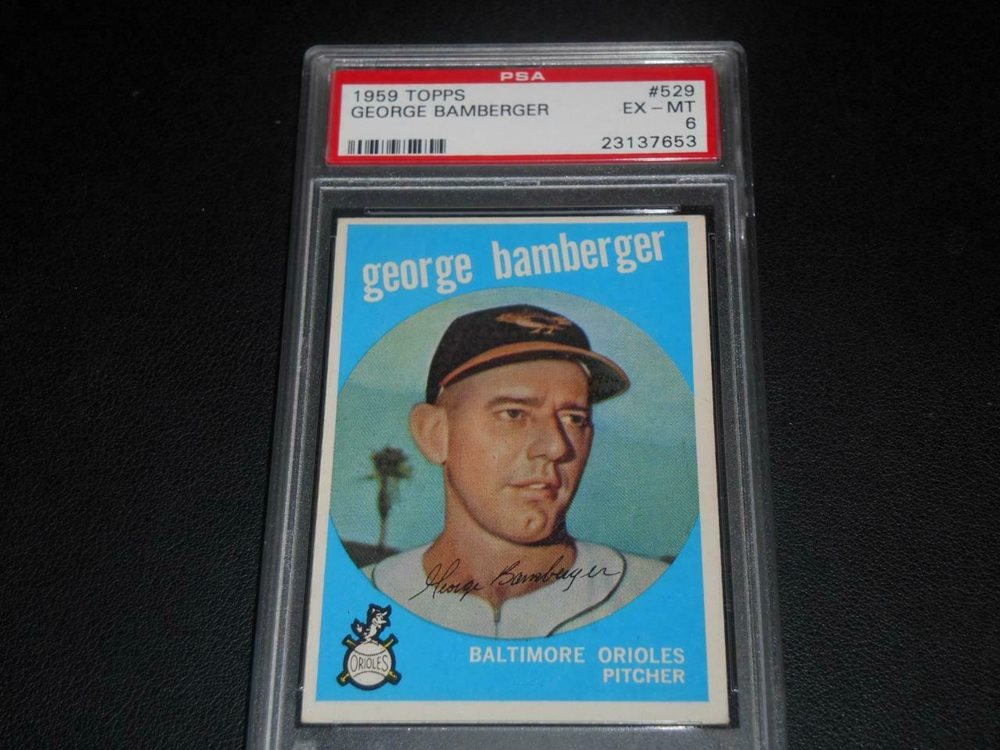 PSA
1959 TOPPS #529
GEORGE BAMBERGER EX - MT
6
23137653
george bamberger
George Bamberger
ORIOLES
BALTIMORE ORIOLES
PITCHER